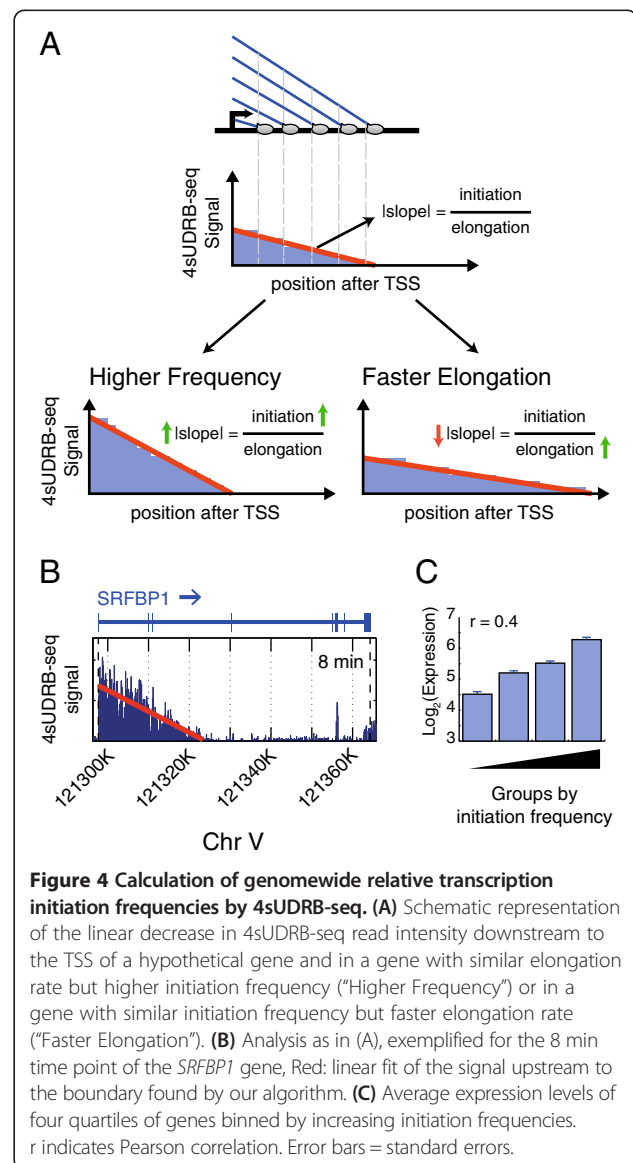 A
4sUDRB-seq
Signal
|slope| = initiation
elongation
position after TSS
Higher Frequency
Faster Elongation
4sUDRB-seq
Signal
|slope| = initiation
elongation
position after TSS
|slope| = initiation
elongation
position after TSS
B
SRFBP1
4sUDRB-seq
signal
8 min
121300K
121320K
121340K
121360K
Chr V
C
Log2(Expression)
7
6
5
4
3
r = 0.4
Groups by
initiation frequency
Figure 4 Calculation of genomewide relative transcription
initiation frequencies by 4sUDRB-seq. (A) Schematic representation
of the linear decrease in 4sUDRB-seq read intensity downstream to
the TSS of a hypothetical gene and in a gene with similar elongation
rate but higher initiation frequency (“Higher Frequency”) or in a
gene with similar initiation frequency but faster elongation rate
(“Faster Elongation”). (B) Analysis as in (A), exemplified for the 8 min
time point of the SRFBP1 gene, Red: linear fit of the signal upstream to
the boundary found by our algorithm. (C) Average expression levels of
four quartiles of genes binned by increasing initiation frequencies.
r indicates Pearson correlation. Error bars = standard errors.